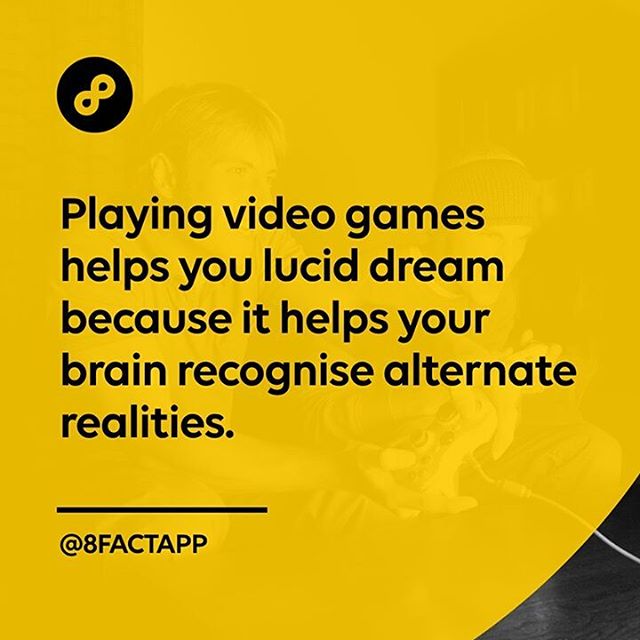 Playing video games
helps you lucid dream
because it helps your
brain recognise alternate
realities.
@8FACTAPP